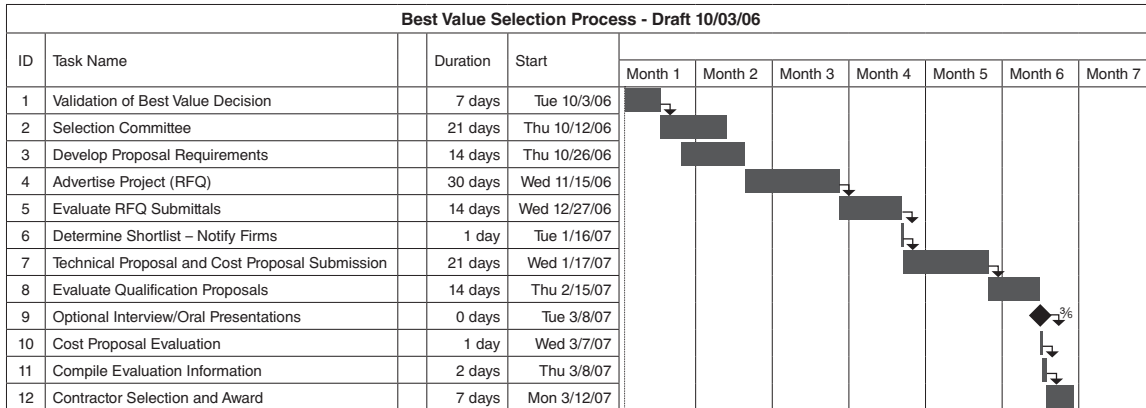 Best Value Selection Process - Draft 10/03/06
ID Task Name Duration Start
Month 1 Month 2 Month 3 Month 4 Month 5 Month 6 Month 7
1 Validation of Best Value Decision 7 days Tue 10/3/06
2 Selection Committee 21 days Thu 10/12/06
3 Develop Proposal Requirements 14 days Thu 10/26/06
4 Advertise Project (RFQ) 30 days Wed 11/15/06
5 Evaluate RFQ Submittals 14 days Wed 12/27/06
6 Determine Shortlist – Notify Firms 1 day Tue 1/16/07
7 Technical Proposal and Cost Proposal Submission 21 days Wed 1/17/07
8 Evaluate Qualification Proposals 14 days Thu 2/15/07
9 Optional Interview/Oral Presentations 0 days Tue 3/8/07 3⁄6
10 Cost Proposal Evaluation 1 day Wed 3/7/07
11 Compile Evaluation Information 2 days Thu 3/8/07
12 Contractor Selection and Award 7 days Mon 3/12/07